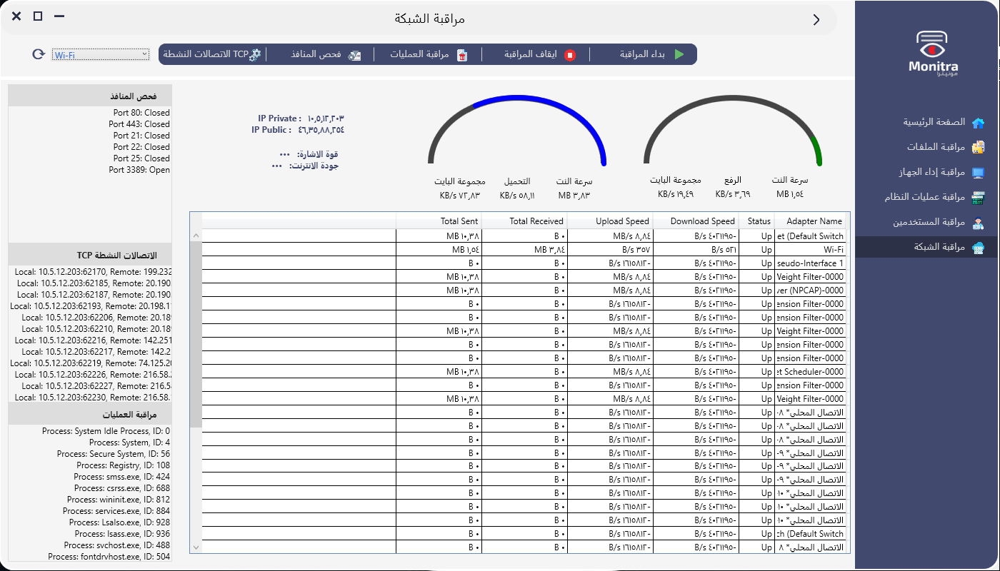 مراقبة الشبكة
بداء المراقبة
ايقاف المراقبة
مراقبة العمليات
فحص المنافذ
TCP الاتصالات النشطة
Wi-Fi
Monitra
مونيترا
الصفحة الرئيسية
مراقبـة الملفـات
مراقبـة إداء الجهـاز
مراقبة عمليات النظام
مراقبة المستخدمين
مراقبة الشبكة
سرعة النت
الرفع
مجموعة البايت
MB ١,٥٤
KB/s ٣,٦٩
KB/s ١٩,٤٩
سرعة النت
التحميل
مجموعة البايت
MB ٣,٨٣
KB/s ٥٨,١١
KB/s ٧٢,٨٣
IP Private : ١٠,٥,١٢,٢٠٣
IP Public : ٤٦,٣٥,٨٨,٢٥٤
قوة الاشارة: •••
جودة الانترنت: •••
Adapter Name Status Download Speed Upload Speed Total Received Total Sent
et (Default Switch Up B/s ٤٠٢١١٩٥- MB/s ٨,٨٤ B ٠ MB ١٠,٣٨
Wi-Fi Up B/s ٥٢١ B/s ٣٥٧ MB ٣,٨٤ MB ١,٥٤
seudo-Interface 1 Up B/s ٤٠٢١١٩٥- B/s ١٦١٥٨١٢- B ٠ B ٠
Weight Filter-0000 Up B/s ٤٠٢١١٩٥- MB/s ٨,٨٤ B ٠ MB ١٠,٣٨
ver (NPCAP)-0000 Up B/s ٤٠٢١١٩٥- MB/s ٨,٨٤ B ٠ MB ١٠,٣٨
ension Filter-0000 Up B/s ٤٠٢١١٩٥- B/s ١٦١٥٨١٢- B ٠ B ٠
ension Filter-0000 Up B/s ٤٠٢١١٩٥- B/s ١٦١٥٨١٢- B ٠ B ٠
Weight Filter-0000 Up B/s ٤٠٢١١٩٥- MB/s ٨,٨٤ B ٠ MB ١٠,٣٨
ension Filter-0000 Up B/s ٤٠٢١١٩٥- B/s ١٦١٥٨١٢- B ٠ B ٠
ension Filter-0000 Up B/s ٤٠٢١١٩٥- B/s ١٦١٥٨١٢- B ٠ B ٠
et Scheduler-0000 Up B/s ٤٠٢١١٩٥- MB/s ٨,٨٤ B ٠ MB ١٠,٣٨
ension Filter-0000 Up B/s ٤٠٢١١٩٥- B/s ١٦١٥٨١٢- B ٠ B ٠
Weight Filter-0000 Up B/s ٤٠٢١١٩٥- MB/s ٨,٨٤ B ٠ MB ١٠,٣٨
الاتصال المحلي* ٨- Up B/s ٤٠٢١١٩٥- B/s ١٦١٥٨١٢- B ٠ B ٠
الاتصال المحلي* ٨- Up B/s ٤٠٢١١٩٥- B/s ١٦١٥٨١٢- B ٠ B ٠
الاتصال المحلي* ٨- Up B/s ٤٠٢١١٩٥- B/s ١٦١٥٨١٢- B ٠ B ٠
الاتصال المحلي* ٩- Up B/s ٤٠٢١١٩٥- B/s ١٦١٥٨١٢- B ٠ B ٠
الاتصال المحلي* ٩- Up B/s ٤٠٢١١٩٥- B/s ١٦١٥٨١٢- B ٠ B ٠
الاتصال المحلي* ٩- Up B/s ٤٠٢١١٩٥- B/s ١٦١٥٨١٢- B ٠ B ٠
الاتصال المحلي* ١٠ Up B/s ٤٠٢١١٩٥- B/s ١٦١٥٨١٢- B ٠ B ٠
الاتصال المحلي* ١٠ Up B/s ٤٠٢١١٩٥- B/s ١٦١٥٨١٢- B ٠ B ٠
الاتصال المحلي* ١٠ Up B/s ٤٠٢١١٩٥- B/s ١٦١٥٨١٢- B ٠ B ٠
ch (Default Switch Up B/s ٤٠٢١١٩٥- B/s ١٦١٥٨١٢- B ٠ B ٠
الاتصال المحلي* ٨ Up B/s ٤٠٢١١٩٥- B/s ١٦١٥٨١٢- B ٠ B ٠
فحص المنافذ
Port 80: Closed
Port 443: Closed
Port 21: Closed
Port 22: Closed
Port 25: Closed
Port 3389: Open
الاتصالات النشطة TCP
Local: 10.5.12.203:62170, Remote: 199.232
Local: 10.5.12.203:62185, Remote: 20.190.
Local: 10.5.12.203:62187, Remote: 20.190.
Local: 10.5.12.203:62193, Remote: 20.198.1
Local: 10.5.12.203:62206, Remote: 20.189
Local: 10.5.12.203:62210, Remote: 20.189
Local: 10.5.12.203:62216, Remote: 142.251
Local: 10.5.12.203:62217, Remote: 142.2
Local: 10.5.12.203:62219, Remote: 74.125.20
Local: 10.5.12.203:62226, Remote: 216.58.
Local: 10.5.12.203:62227, Remote: 216.58
Local: 10.5.12.203:62230, Remote: 216.58.
مراقبة العمليات
Process: System Idle Process, ID: 0
Process: System, ID: 4
Process: Secure System, ID: 56
Process: Registry, ID: 108
Process: smss.exe, ID: 424
Process: csrss.exe, ID: 688
Process: wininit.exe, ID: 812
Process: services.exe, ID: 884
Process: LsaIso.exe, ID: 928
Process: lsass.exe, ID: 936
Process: svchost.exe, ID: 488
Process: fontdrvhost.exe, ID: 504